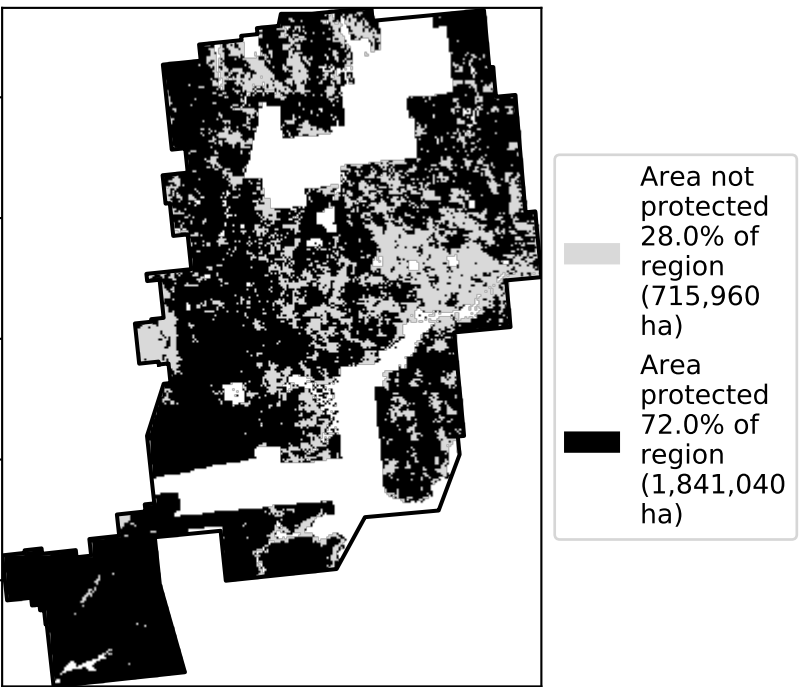 Area not
protected
28.0% of
region
(715,960
ha)
Area
protected
72.0% of
region
(1,841,040
ha)